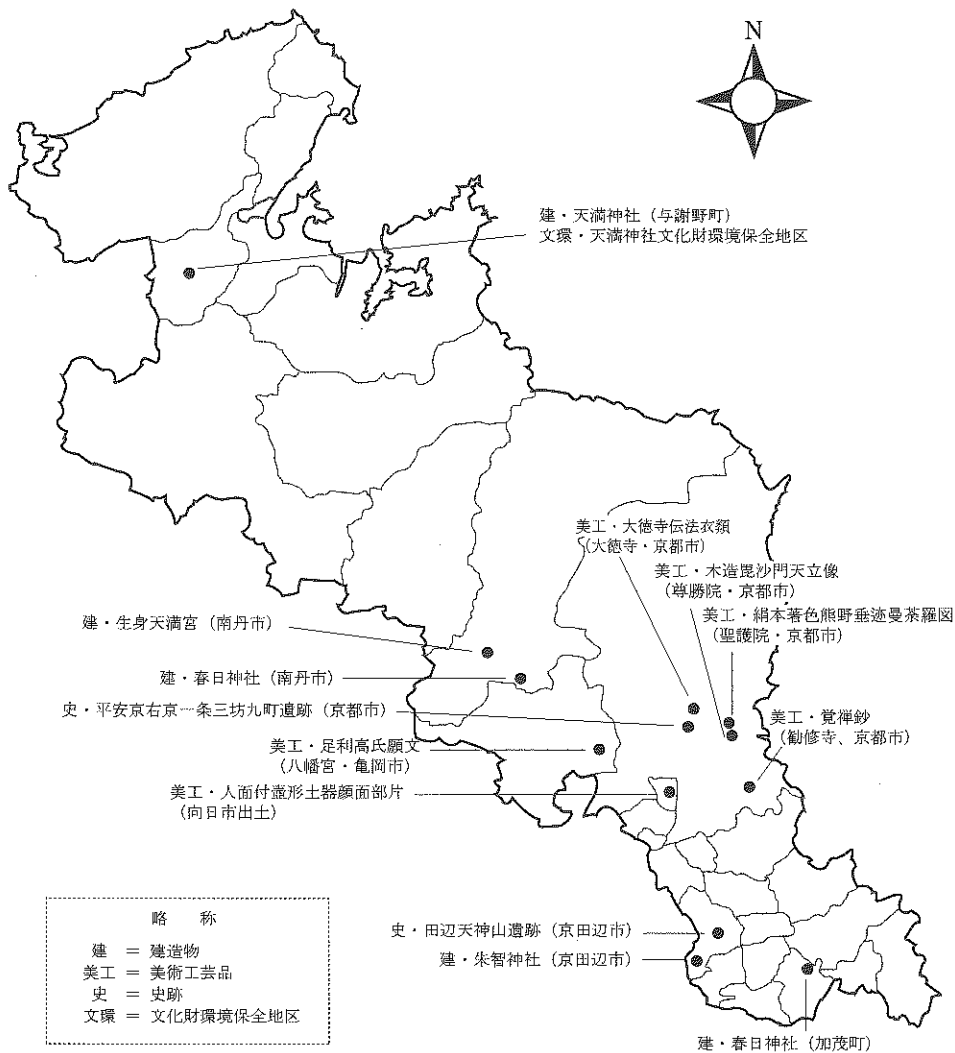 N
建・天満神社（与謝野町）
文環・天満神社文化財環境保全地区
美工・大徳寺伝法衣類
（大徳寺・京都市）
美工・木造毘沙門天立像
（尊勝院・京都市）
美工・絹本著色熊野垂迹曼荼羅図
（聖護院・京都市）
建・生身天満宮（南丹市）
建・春日神社（南丹市）
史・平安京右京一条三坊九町遺跡（京都市）
美工・覚禅鈔
（勧修寺、京都市）
美工・足利高氏願文
（八幡宮・亀岡市）
美工・人面付壺形土器顔面部片
（向日市出土）
史・田辺天神山遺跡（京田辺市）
建・朱智神社（京田辺市）
建・春日神社（加茂町）
略　称
建　＝ 建造物
美工 ＝ 美術工芸品
史　＝ 史跡
文環 ＝ 文化財環境保全地区